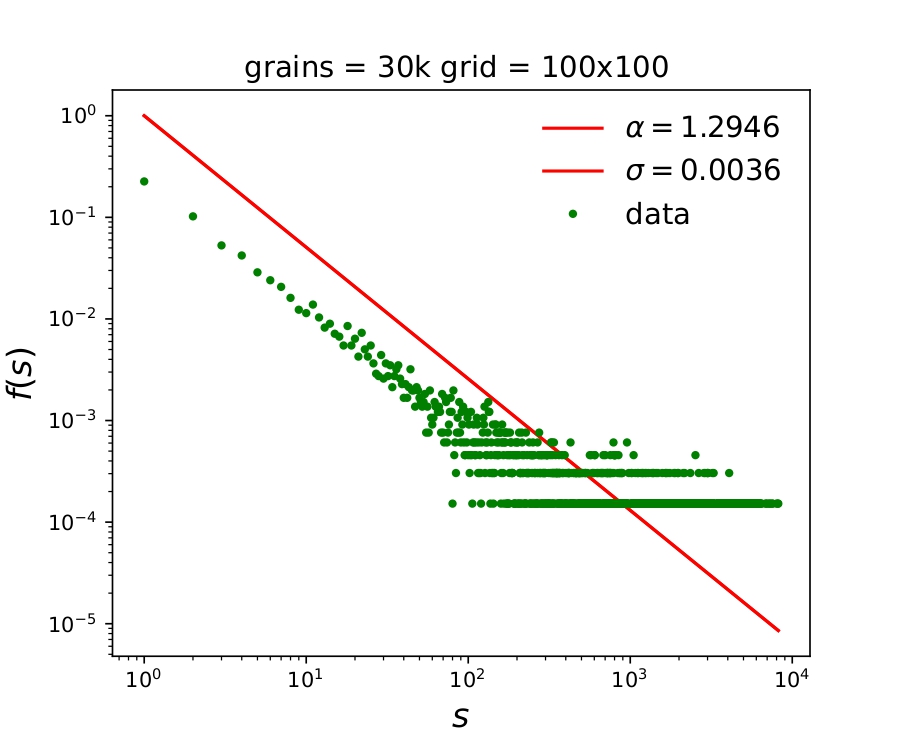 grains = 30k grid = 100x100
α = 1.2946
σ = 0.0036
data
f(s)
10⁰
10⁻¹
10⁻²
10⁻³
10⁻⁴
10⁻⁵
10⁰ 10¹ 10² 10³ 10⁴
s